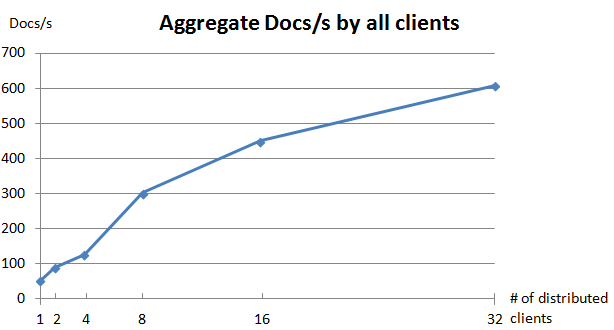 Docs/s
Aggregate Docs/s by all clients
700
600
500
400
300
200
100
0
1 2 4 8 16 32
# of distributed
clients